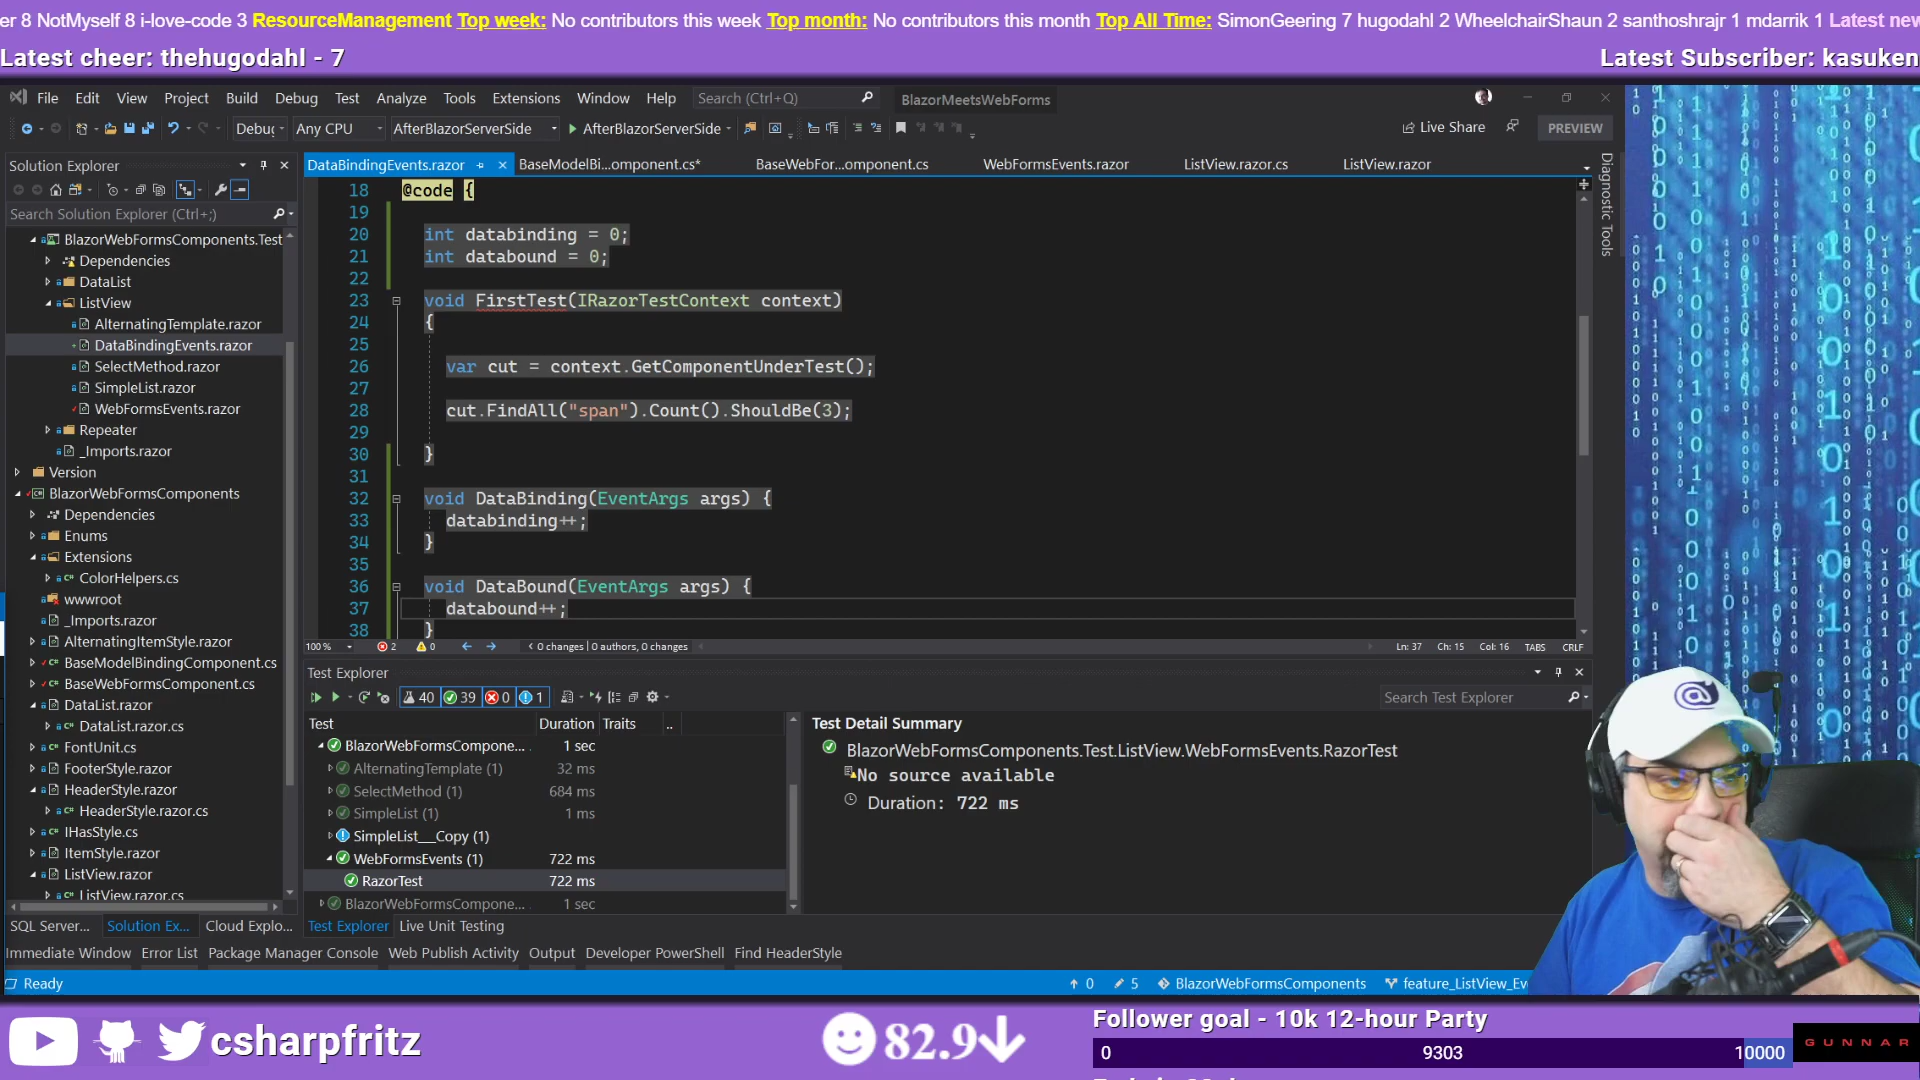 er 8 NotMyself 8 i-love-code 3 ResourceManagement Top week: No contributors this week Top month: No contributors this month Top All Time: SimonGeering 7 hugodahl 2 WheelchairShaun 2 santhoshrajr 1 mdarrik 1 Latest new
Latest cheer: thehugodahl - 7
Latest Subscriber: kasuken
File Edit View Project Build Debug Test Analyze Tools Extensions Window Help Search (Ctrl+Q) BlazorMeetsWebForms
Debug Any CPU AfterBlazorServerSide AfterBlazorServerSide Live Share PREVIEW
Solution Explorer
Search Solution Explorer (Ctrl+;)
BlazorWebFormsComponents.Test
Dependencies
DataList
ListView
AlternatingTemplate.razor
DataBindingEvents.razor
SelectMethod.razor
SimpleList.razor
WebFormsEvents.razor
Repeater
_Imports.razor
Version
BlazorWebFormsComponents
Dependencies
Enums
Extensions
ColorHelpers.cs
wwwroot
_Imports.razor
AlternatingItemStyle.razor
BaseModelBindingComponent.cs
BaseWebFormsComponent.cs
DataList.razor
DataList.razor.cs
FontUnit.cs
FooterStyle.razor
HeaderStyle.razor
HeaderStyle.razor.cs
IHasStyle.cs
ItemStyle.razor
ListView.razor
ListView.razor.cs
SQL Server... Solution Ex... Cloud Explo...
DataBindingEvents.razor BaseModelBi...omponent.cs* BaseWebFor...omponent.cs WebFormsEvents.razor ListView.razor.cs ListView.razor
Diagnostic Tools
18 @code {
19
20 int databinding = 0;
21 int databound = 0;
22
23 void FirstTest(IRazorTestContext context)
24 {
25
26 var cut = context.GetComponentUnderTest();
27
28 cut.FindAll("span").Count().ShouldBe(3);
29
30 }
31
32 void DataBinding(EventArgs args) {
33 databinding++;
34 }
35
36 void DataBound(EventArgs args) {
37 databound++;
38 }
100 % 2 0 0 changes | 0 authors, 0 changes Ln: 37 Ch: 15 Col: 16 TABS CRLF
Test Explorer
40 39 0 1 Search Test Explorer
Test Duration Traits ..
BlazorWebFormsCompone... 1 sec
AlternatingTemplate (1) 32 ms
SelectMethod (1) 684 ms
SimpleList (1) 1 ms
SimpleList__Copy (1)
WebFormsEvents (1) 722 ms
RazorTest 722 ms
BlazorWebFormsCompone... 1 sec
Test Detail Summary
BlazorWebFormsComponents.Test.ListView.WebFormsEvents.RazorTest
No source available
Duration: 722 ms
Test Explorer Live Unit Testing
Immediate Window Error List Package Manager Console Web Publish Activity Output Developer PowerShell Find HeaderStyle
Ready 0 5 BlazorWebFormsComponents feature_ListView_Ev
csharpfritz
82.9
Follower goal - 10k 12-hour Party
0 9303 10000
GUNNAR